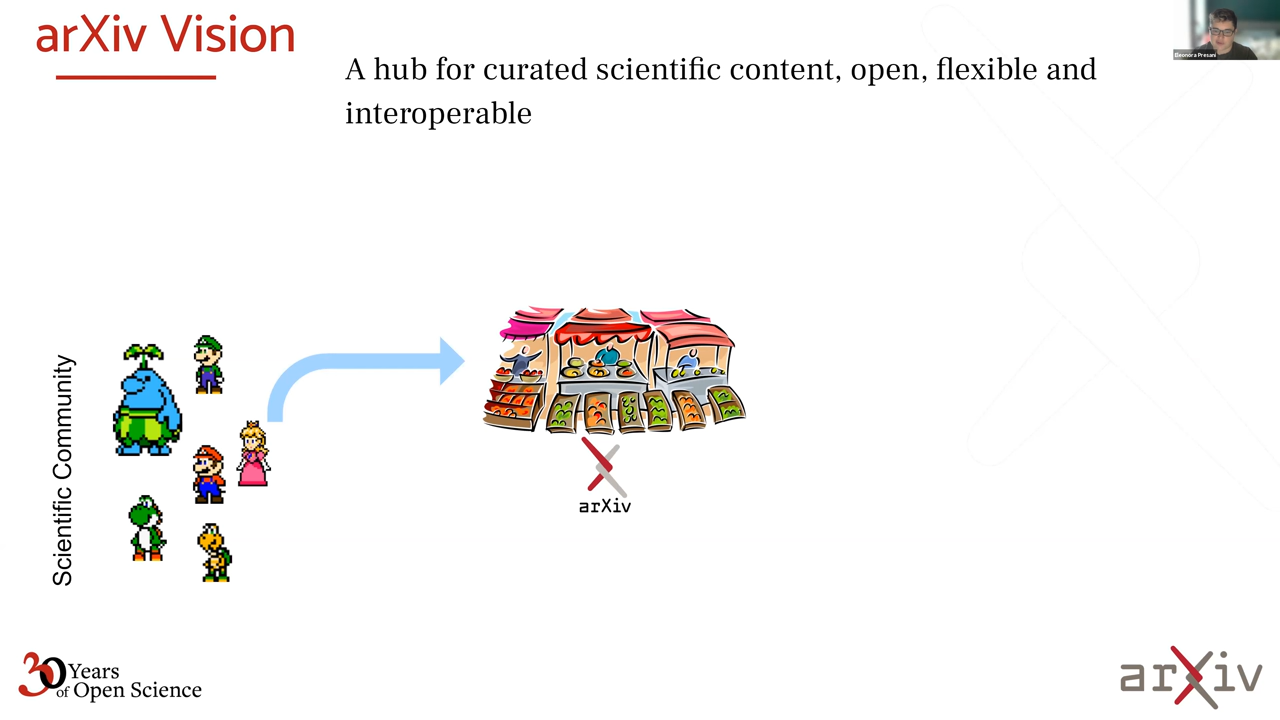 arXiv Vision
A hub for curated scientific content, open, flexible and
interoperable
Eleonora Presani
Scientific Community
arXiv
30 Years
of Open Science
arXiv